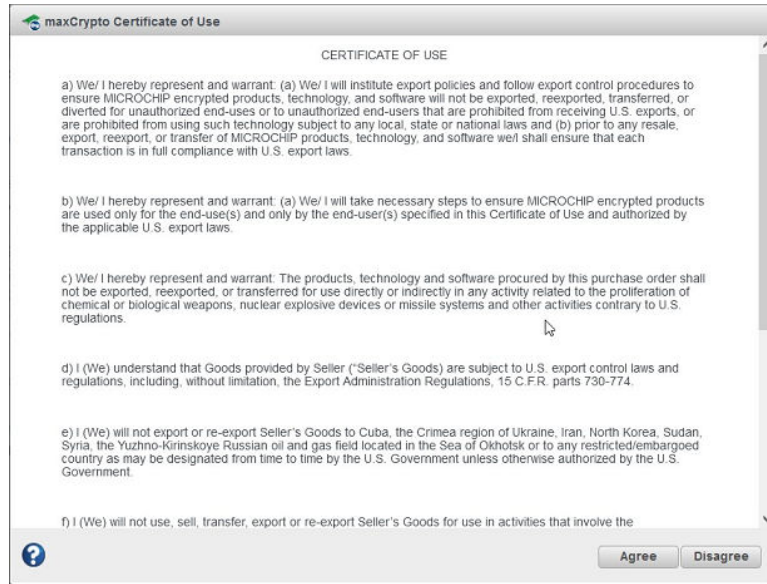 maxCrypto Certificate of Use
CERTIFICATE OF USE
a) We/ I hereby represent and warrant: (a) We/ I will institute export policies and follow export control procedures to
ensure MICROCHIP encrypted products, technology, and software will not be exported, reexported, transferred, or
diverted for unauthorized end-uses or to unauthorized end-users that are prohibited from receiving U.S. exports, or
are prohibited from using such technology subject to any local, state or national laws and (b) prior to any resale,
export, reexport, or transfer of MICROCHIP products, technology, and software we/I shall ensure that each
transaction is in full compliance with U.S. export laws.
b) We/ I hereby represent and warrant: (a) We/ I will take necessary steps to ensure MICROCHIP encrypted products
are used only for the end-use(s) and only by the end-user(s) specified in this Certificate of Use and authorized by
the applicable U.S. export laws.
c) We/ I hereby represent and warrant: The products, technology and software procured by this purchase order shall
not be exported, reexported, or transferred for use directly or indirectly in any activity related to the proliferation of
chemical or biological weapons, nuclear explosive devices or missile systems and other activities contrary to U.S.
regulations.
d) I (We) understand that Goods provided by Seller (“Seller’s Goods) are subject to U.S. export control laws and
regulations, including, without limitation, the Export Administration Regulations, 15 C.F.R. parts 730-774.
e) I (We) will not export or re-export Seller’s Goods to Cuba, the Crimea region of Ukraine, Iran, North Korea, Sudan,
Syria, the Yuzhno-Kirinskoye Russian oil and gas field located in the Sea of Okhotsk or to any restricted/embargoed
country as may be designated from time to time by the U.S. Government unless otherwise authorized by the U.S.
Government.
f) I (We) will not use, sell, transfer, export or re-export Seller’s Goods for use in activities that involve the
?
Agree Disagree